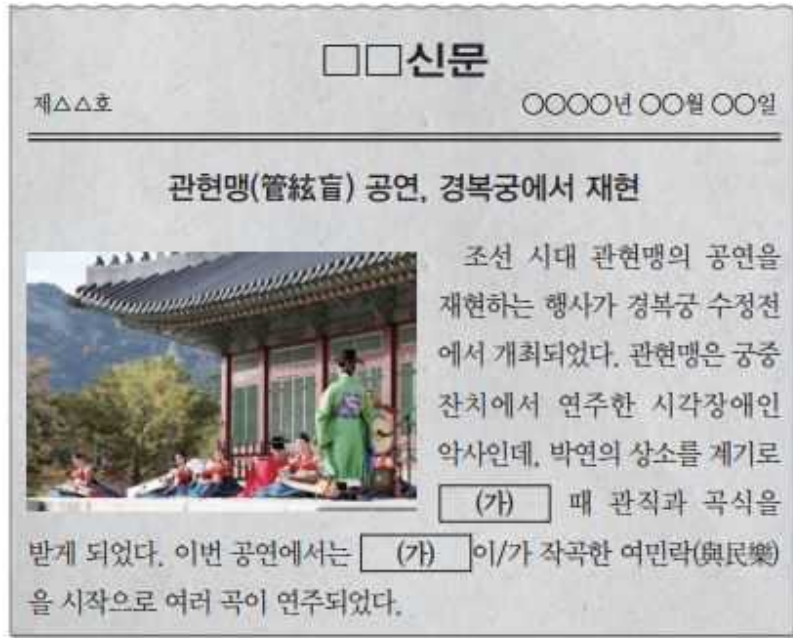 □□신문
제△△호 ○○○○년 ○○월 ○○일
관현맹(管絃盲) 공연, 경복궁에서 재현
조선 시대 관현맹의 공연을
재현하는 행사가 경복궁 수정전
에서 개최되었다. 관현맹은 궁중
잔치에서 연주한 시각장애인
악사인데, 박연의 상소를 계기로
(가) 때 관직과 곡식을
받게 되었다. 이번 공연에서는 (가) 이/가 작곡한 여민락(與民樂)
을 시작으로 여러 곡이 연주되었다.